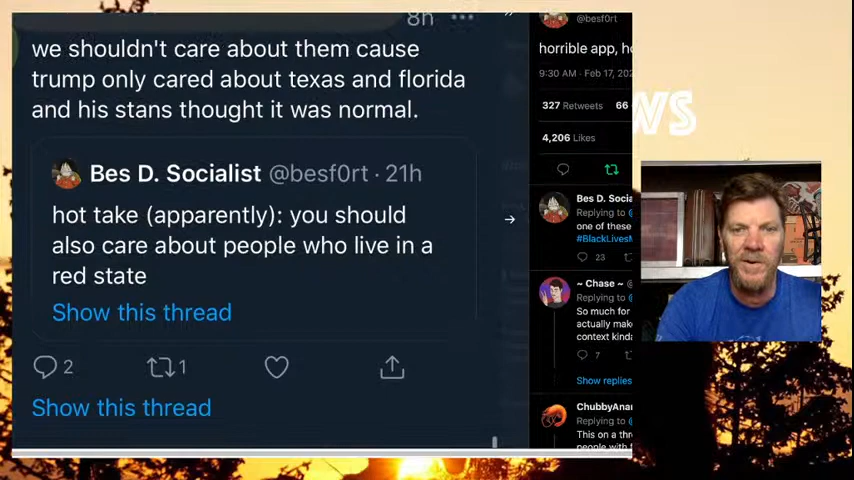 8h
we shouldn't care about them cause
trump only cared about texas and florida
and his stans thought it was normal.
Bes D. Socialist @besf0rt · 21h
hot take (apparently): you should
also care about people who live in a
red state
Show this thread
2
1
Show this thread
@besf0rt
horrible app,
9:30 AM · Feb 17,
327 Retweets 66
4,206 Likes
Bes D. Socia
Replying to
one of these
#BlackLivesM
23
~ Chase ~
Replying to
So much for
actually mak
context kinda
7
Show replies
ChubbyAnar
Replying to
This on a thr
people with
WS